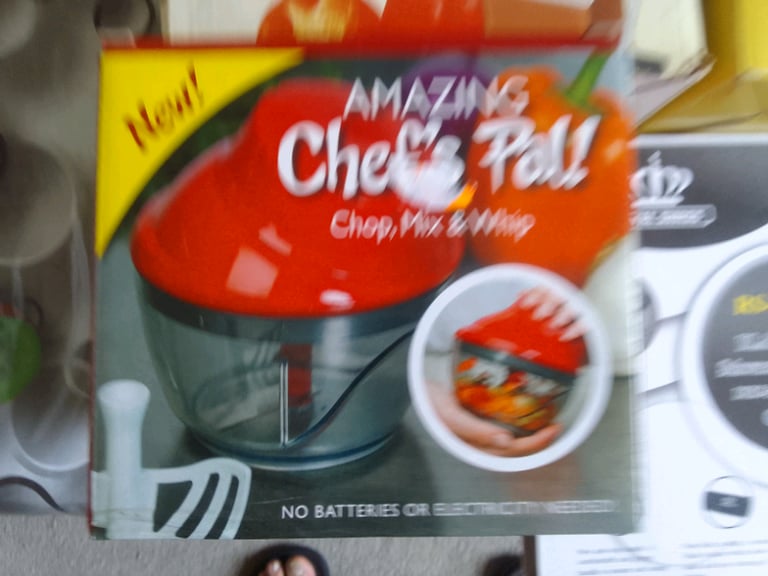 New!
AMAZING
Chef's Pal!
Chop, Mix & Whip
NO BATTERIES OR ELECTRICITY NEEDED!